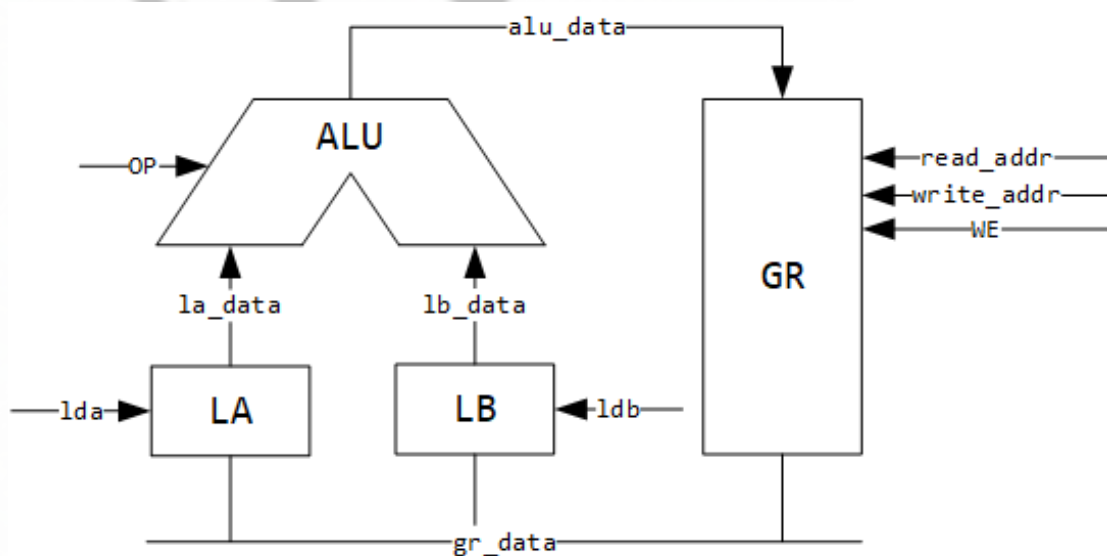 alu_data
ALU
OP
read_addr
write_addr
WE
GR
la_data
lb_data
lda
LA
LB
ldb
gr_data